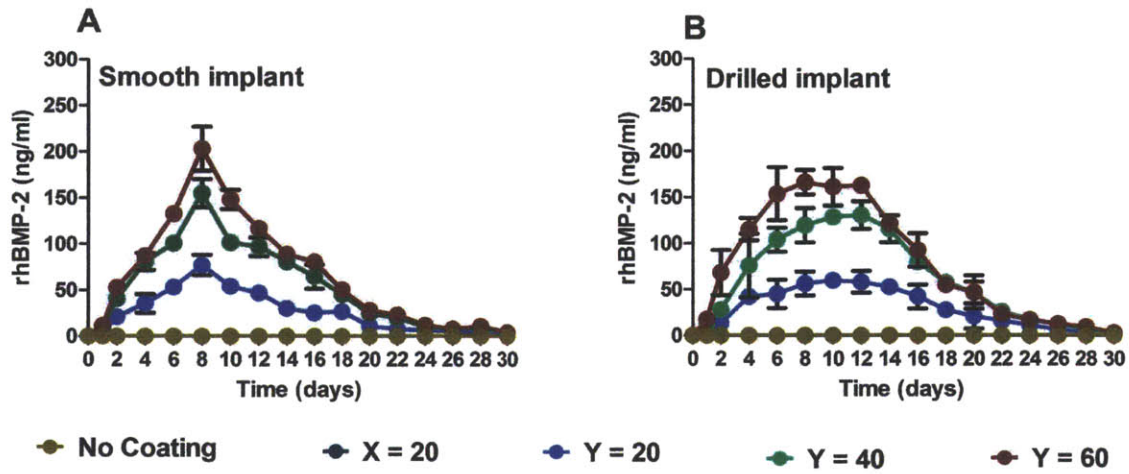 A
B
Smooth implant
Drilled implant
rhBMP-2 (ng/ml)
300
250
200
150
100
50
0
0 2 4 6 8 10 12 14 16 18 20 22 24 26 28 30
Time (days)
rhBMP-2 (ng/ml)
300
250
200
150
100
50
0
0 2 4 6 8 10 12 14 16 18 20 22 24 26 28 30
Time (days)
No Coating
X = 20
Y = 20
Y = 40
Y = 60